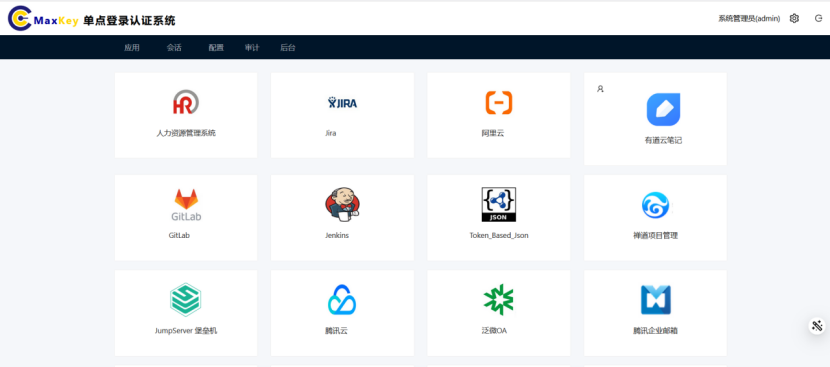 MaxKey 单点登录认证系统
系统管理员(admin)
应用 会话 配置 审计 后台
HR
人力资源管理系统
JIRA
Jira
阿里云
有道云笔记
GitLab
GitLab
Jenkins
JSON
Token_Based_Json
禅道项目管理
JumpServer 堡垒机
腾讯云
泛微OA
腾讯企业邮箱